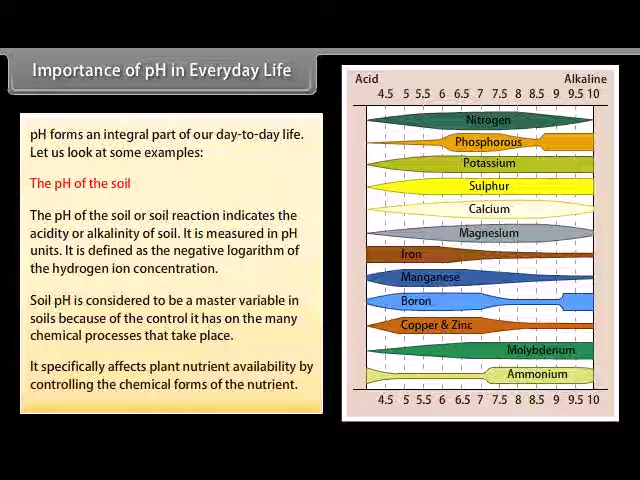 Importance of pH in Everyday Life
pH forms an integral part of our day-to-day life.
Let us look at some examples:
The pH of the soil
The pH of the soil or soil reaction indicates the
acidity or alkalinity of soil. It is measured in pH
units. It is defined as the negative logarithm of
the hydrogen ion concentration.
Soil pH is considered to be a master variable in
soils because of the control it has on the many
chemical processes that take place.
It specifically affects plant nutrient availability by
controlling the chemical forms of the nutrient.
Acid Alkaline
4.5 5 5.5 6 6.5 7 7.5 8 8.5 9 9.5 10
Nitrogen
Phosphorous
Potassium
Sulphur
Calcium
Magnesium
Iron
Manganese
Boron
Copper & Zinc
Molybdenum
Ammonium
4.5 5 5.5 6 6.5 7 7.5 8 8.5 9 9.5 10